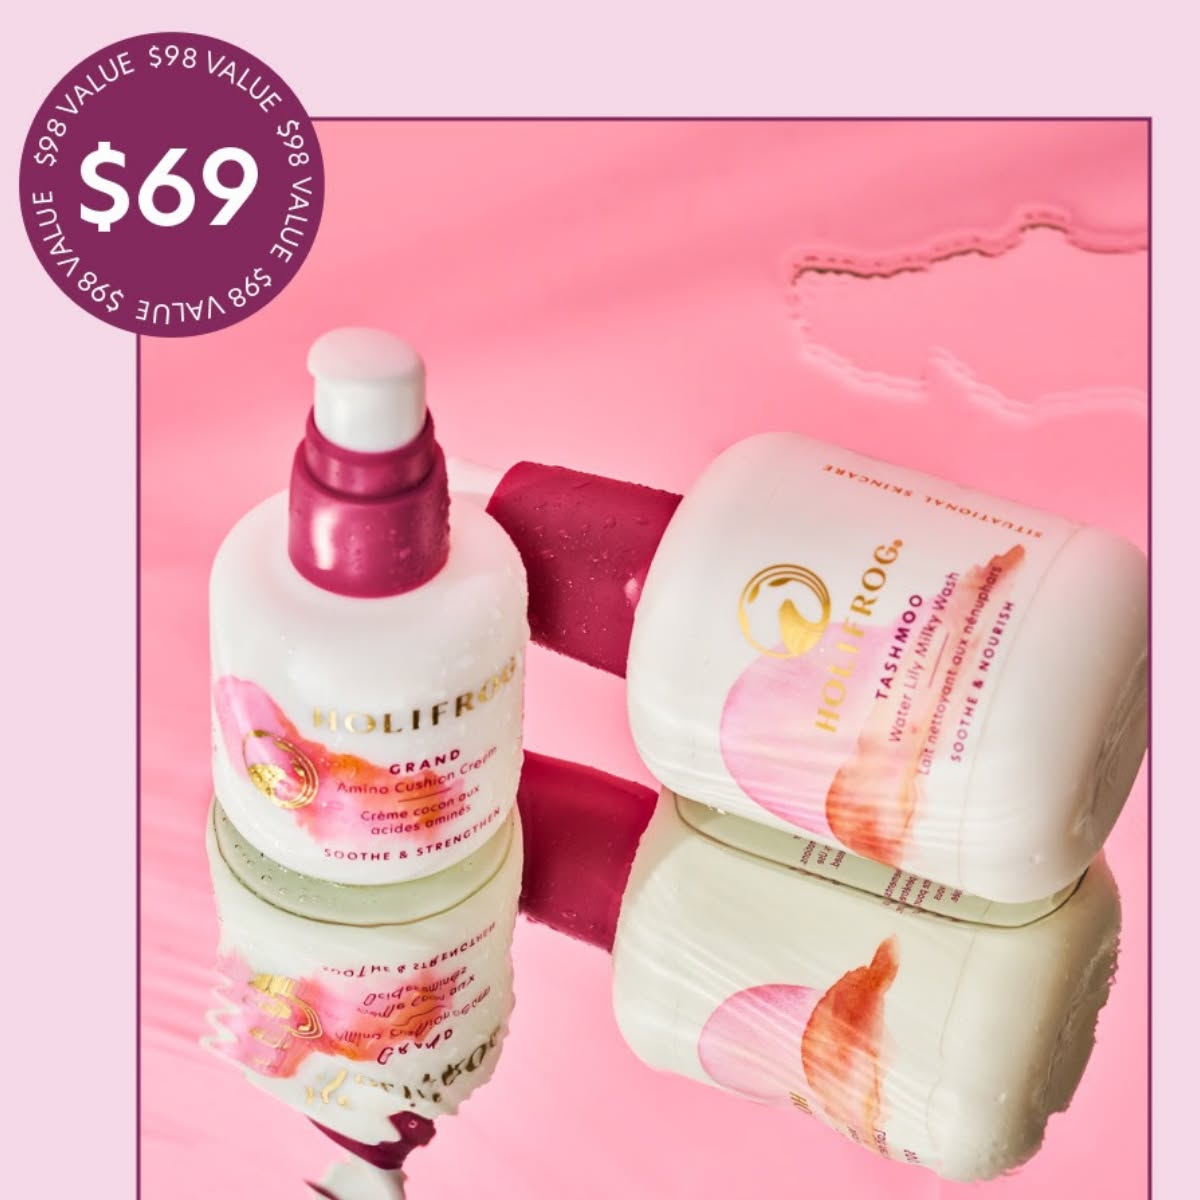 $98 VALUE $98 VALUE $98 VALUE $98 VALUE $98 VALUE
$69
HOLIFROG
GRAND
Amino Cushion Cream
Crème cocon aux
acides aminés
SOOTHE & STRENGTHEN
SITUATIONAL SKINCARE
HOLIFROG®
TASHMOO
Water Lily Milky Wash
Lait nettoyant aux nénuphars
SOOTHE & NOURISH